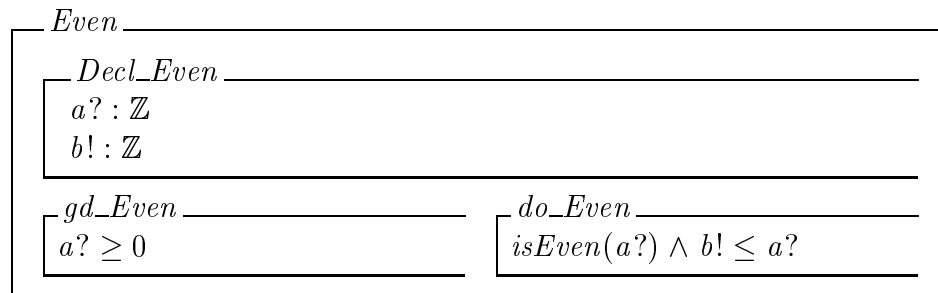 Even
Decl_Even
a? : ℤ
b! : ℤ
gd_Even do_Even
a? ≥ 0 isEven(a?) ∧ b! ≤ a?